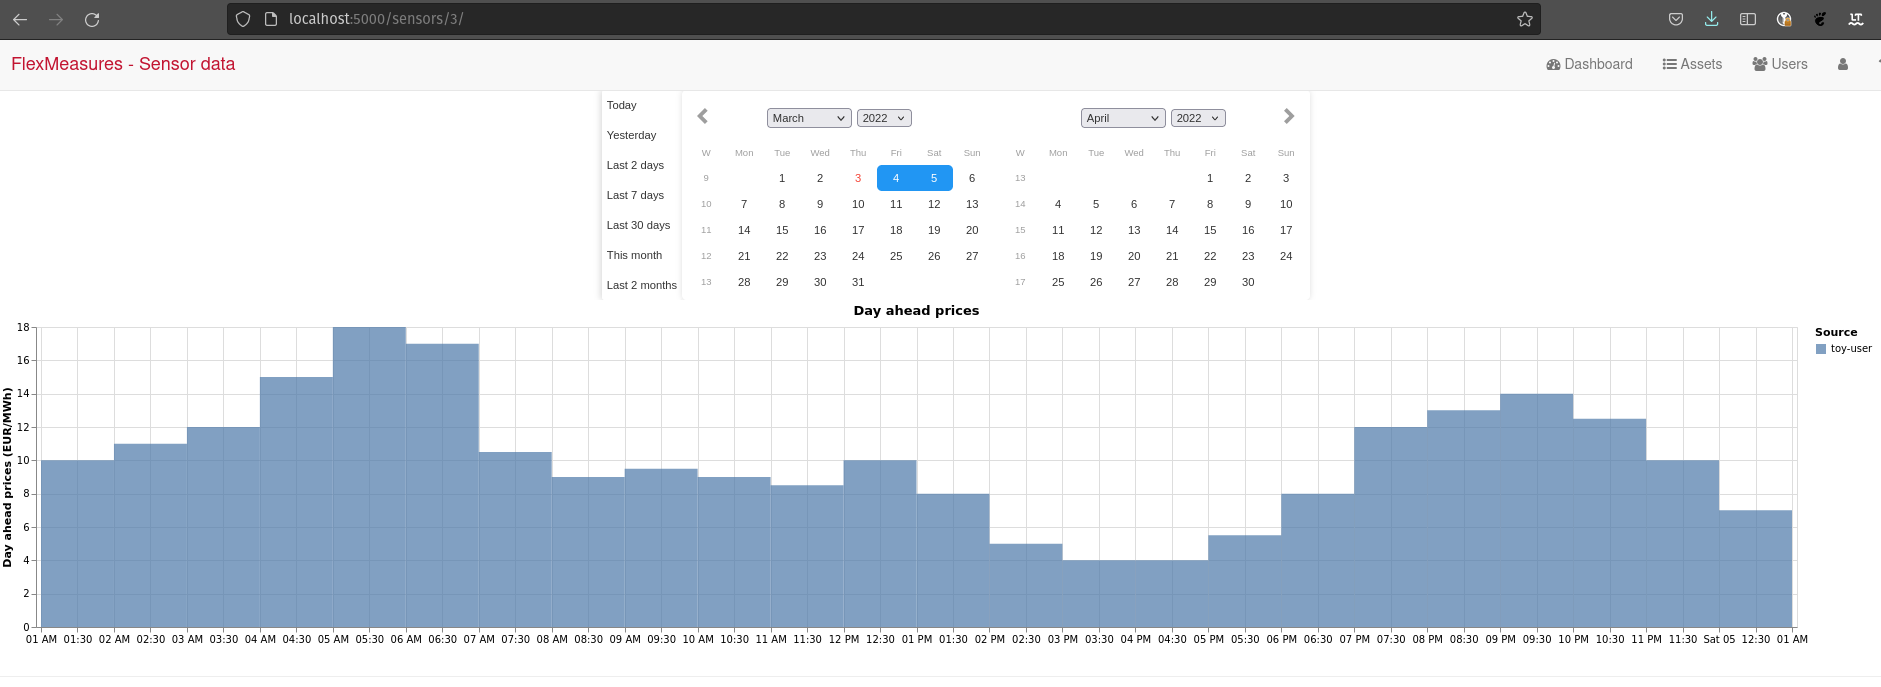 localhost:5000/sensors/3/
FlexMeasures - Sensor data
Dashboard Assets Users
Today
Yesterday
Last 2 days
Last 7 days
Last 30 days
This month
Last 2 months
March 2022
W Mon Tue Wed Thu Fri Sat Sun
9 1 2 3 4 5 6
10 7 8 9 10 11 12 13
11 14 15 16 17 18 19 20
12 21 22 23 24 25 26 27
13 28 29 30 31
April 2022
W Mon Tue Wed Thu Fri Sat Sun
13 1 2 3
14 4 5 6 7 8 9 10
15 11 12 13 14 15 16 17
16 18 19 20 21 22 23 24
17 25 26 27 28 29 30
Day ahead prices
Day ahead prices (EUR/MWh)
18
16
14
12
10
8
6
4
2
0
01 AM 01:30 02 AM 02:30 03 AM 03:30 04 AM 04:30 05 AM 05:30 06 AM 06:30 07 AM 07:30 08 AM 08:30 09 AM 09:30 10 AM 10:30 11 AM 11:30 12 PM 12:30 01 PM 01:30 02 PM 02:30 03 PM 03:30 04 PM 04:30 05 PM 05:30 06 PM 06:30 07 PM 07:30 08 PM 08:30 09 PM 09:30 10 PM 10:30 11 PM 11:30 Sat 05 12:30 01 AM
Source
toy-user